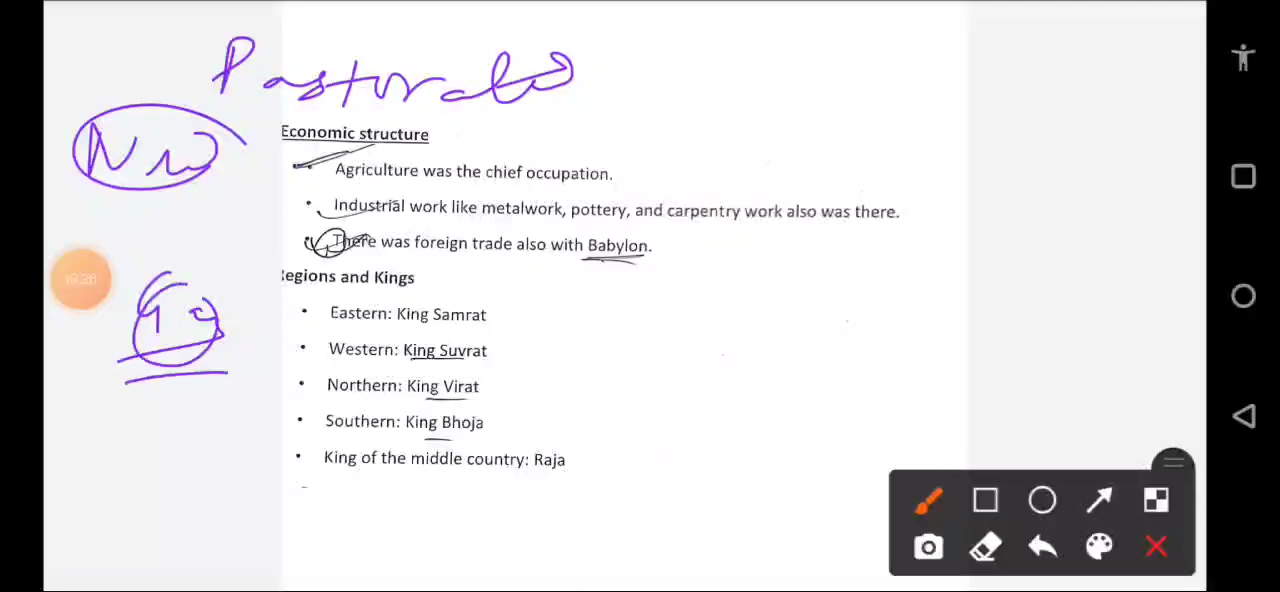 Economic structure
Agriculture was the chief occupation.
Industrial work like metalwork, pottery, and carpentry work also was there.
There was foreign trade also with Babylon.
Regions and Kings
Eastern: King Samrat
Western: King Suvrat
Northern: King Virat
Southern: King Bhoja
King of the middle country: Raja